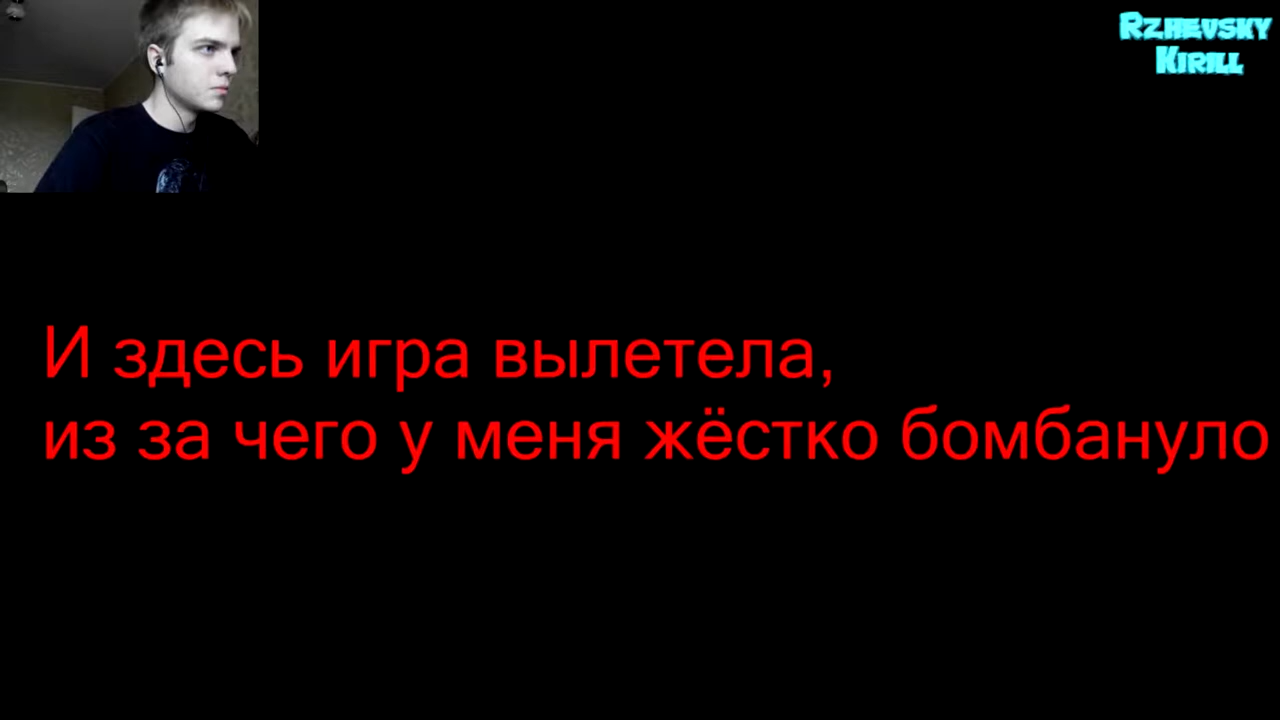 Rzhevsky
Kirill
И здесь игра вылетела,
из за чего у меня жёстко бомбануло